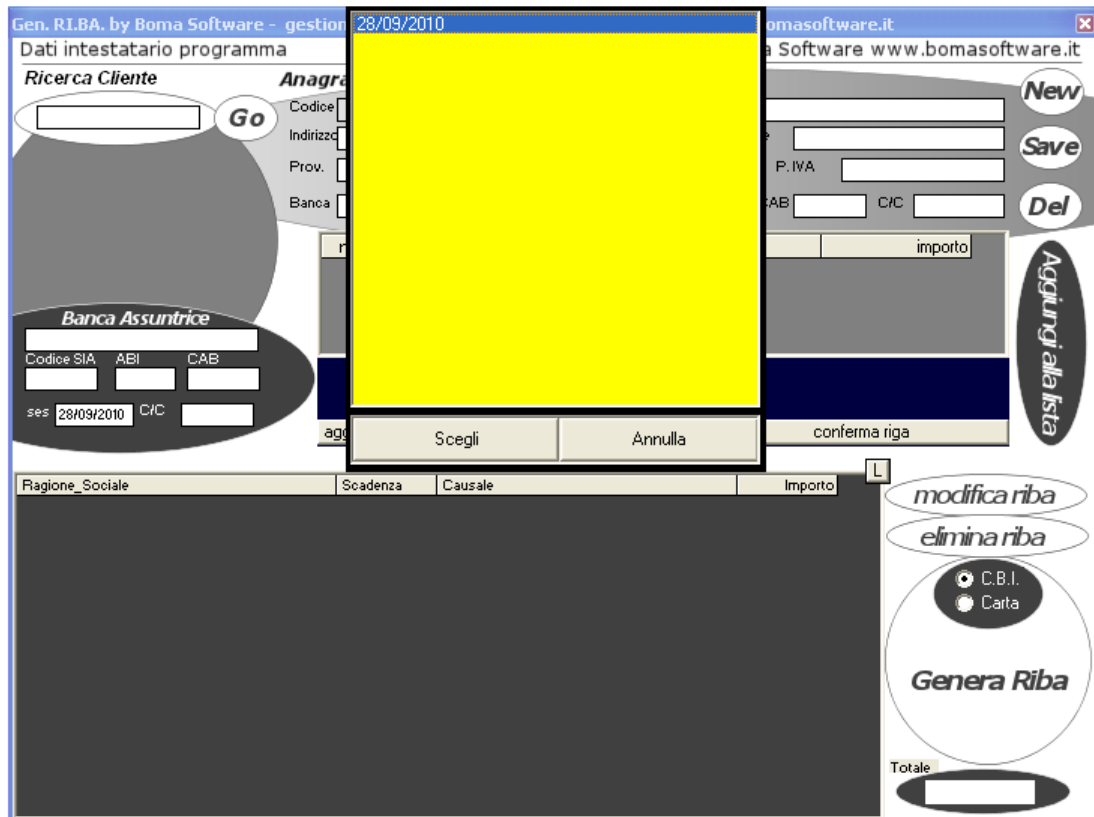 Gen. RI.BA. by Boma Software - gestion
omasoftware.it
28/09/2010
Dati intestatario programma
Software www.bomasoftware.it
Ricerca Cliente
Anagra
New
Go
Codice
Indirizzo
Save
Prov.
P.IVA
Banca
CAB
C/C
Del
importo
Aggiungi alla lista
Banca Assuntrice
Codice SIA ABI CAB
ses 28/09/2010 C/C
agg
conferma riga
Scegli Annulla
L
Ragione_Sociale Scadenza Causale Importo
modifica riba
elimina riba
C.B.I.
Carta
Genera Riba
Totale